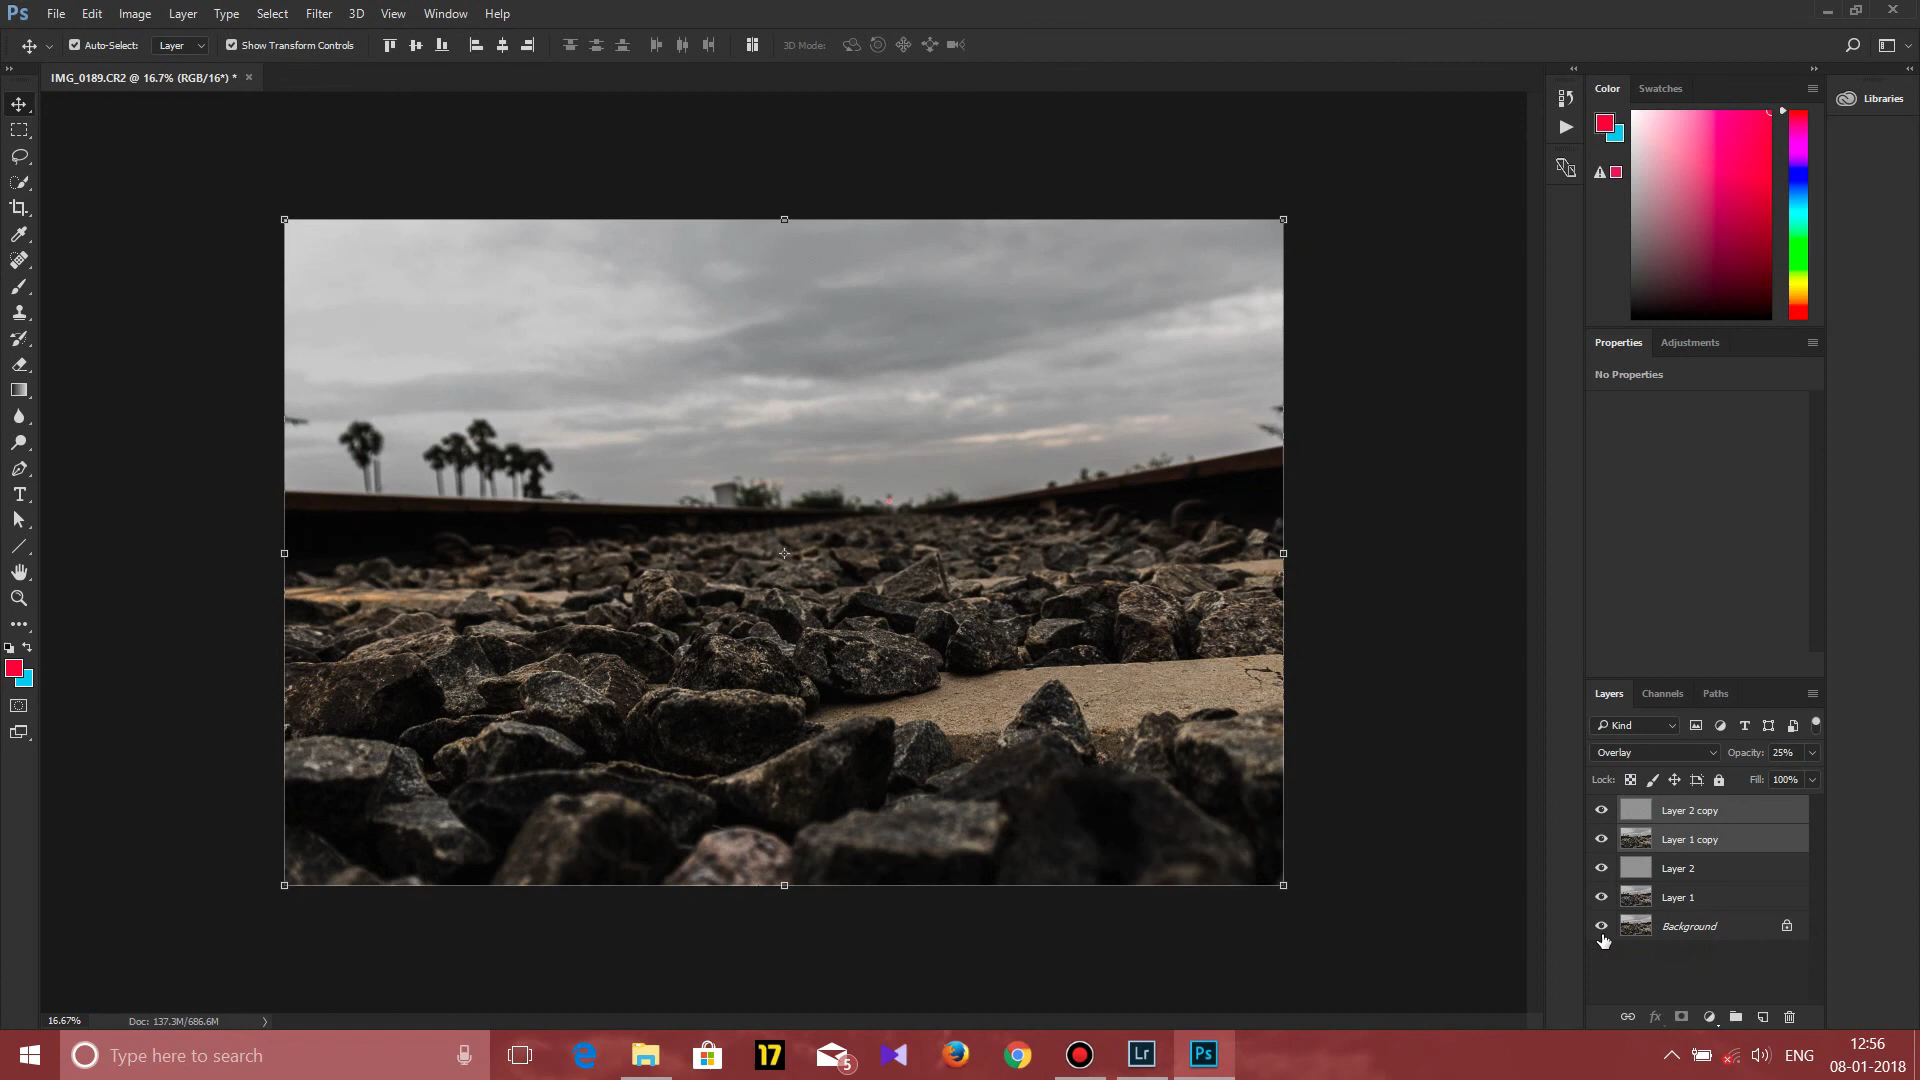 Ps File Edit Image Layer Type Select Filter 3D View Window Help
Auto-Select: Layer Show Transform Controls 3D Mode:
IMG_0189.CR2 @ 16.7% (RGB/16*) * ×
Color Swatches
Libraries
Properties Adjustments
No Properties
Layers Channels Paths
Kind
Overlay Opacity: 25%
Lock: Fill: 100%
Layer 2 copy
Layer 1 copy
Layer 2
Layer 1
Background
16.67% Doc: 137.3M/686.6M
Type here to search
17
5
Lr
Ps
ENG
12:56
08-01-2018